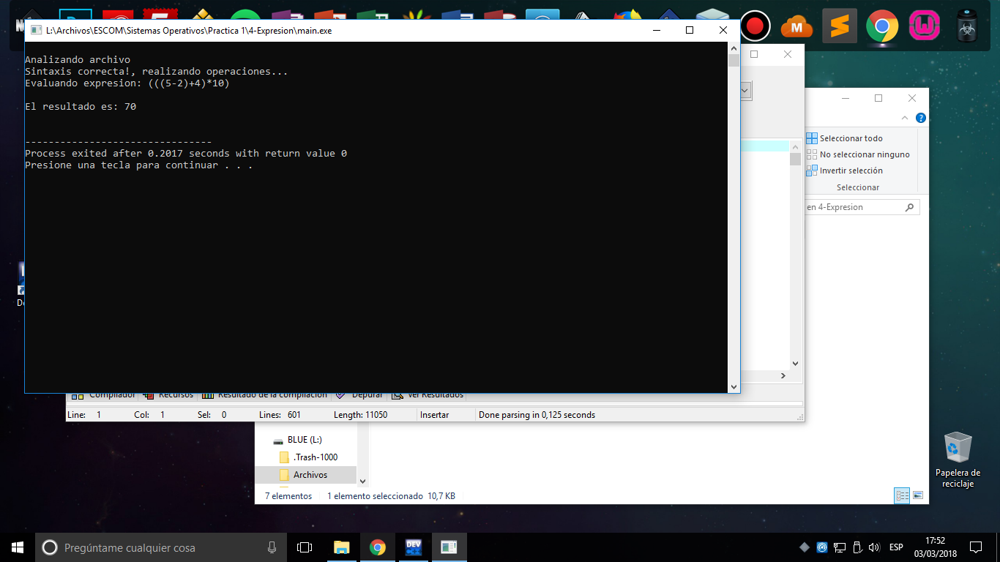 L:\Archivos\ESCOM\Sistemas Operativos\Practica 1\4-Expresion\main.exe
Analizando archivo
Sintaxis correcta!, realizando operaciones...
Evaluando expresion: (((5-2)+4)*10)
El resultado es: 70
--------------------------------
Process exited after 0.2017 seconds with return value 0
Presione una tecla para continuar . . .
Seleccionar todo
No seleccionar ninguno
Invertir selección
Seleccionar
en 4-Expresion
Compilador Recursos Resultado de la compilación Depurar Ver Resultados
Line: 1 Col: 1 Sel: 0 Lines: 601 Length: 11050 Insertar Done parsing in 0,125 seconds
BLUE (L:)
.Trash-1000
Archivos
7 elementos 1 elemento seleccionado 10,7 KB
Papelera de
reciclaje
Pregúntame cualquier cosa
DEV
ESP
17:52
03/03/2018